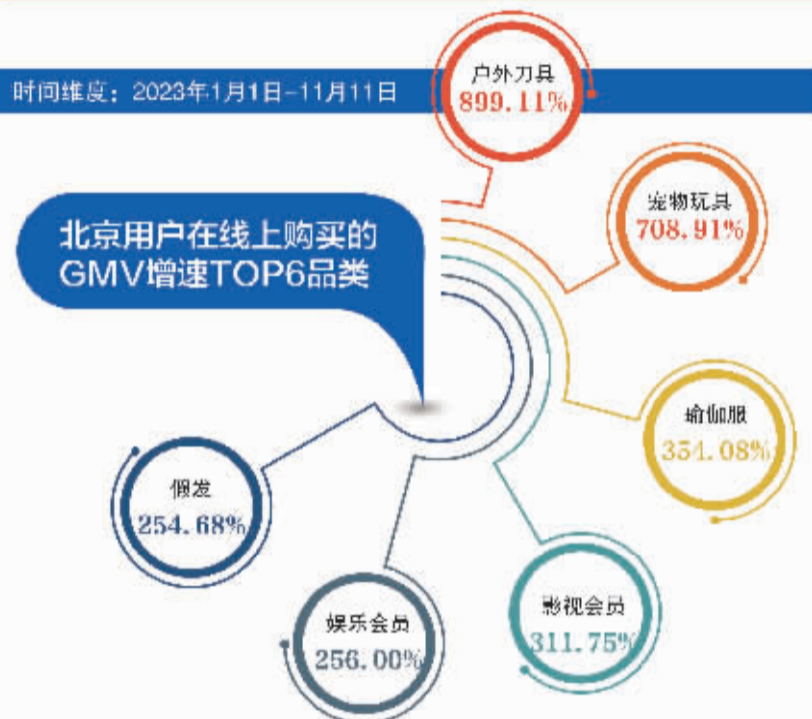 时间维度：2023年1月1日-11月11日
北京用户在线上购买的
GMV增速TOP6品类
户外刀具
899.11%
宠物玩具
708.91%
瑜伽服
354.08%
影视会员
311.75%
娱乐会员
256.00%
假发
254.68%